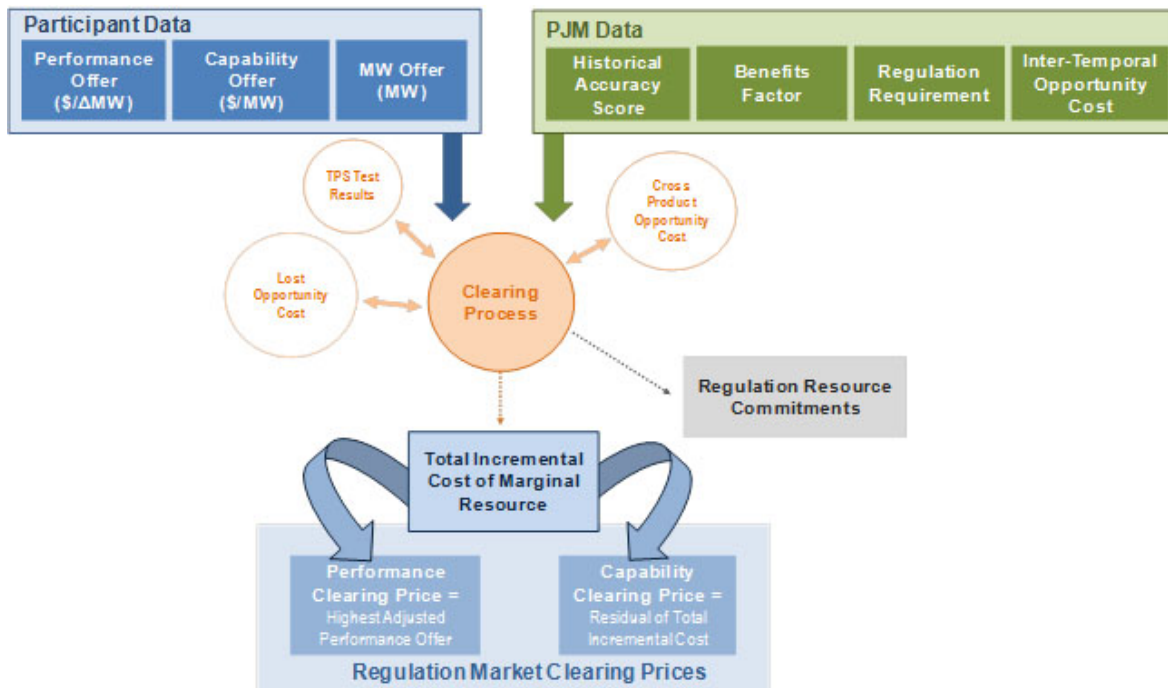 Participant Data
Performance
Offer
($/ΔMW)
Capability
Offer
($/MW)
MW Offer
(MW)
PJM Data
Historical
Accuracy
Score
Benefits
Factor
Regulation
Requirement
Inter-Temporal
Opportunity
Cost
TPS Test
Results
Cross
Product
Opportunity
Cost
Lost
Opportunity
Cost
Clearing
Process
Regulation Resource
Commitments
Total Incremental
Cost of Marginal
Resource
Performance
Clearing Price =
Highest Adjusted
Performance Offer
Capability
Clearing Price =
Residual of Total
Incremental Cost
Regulation Market Clearing Prices